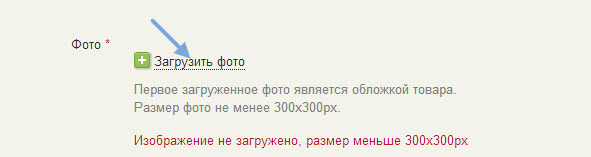 Фото *
Загрузить фото
Первое загруженное фото является обложкой товара.
Размер фото не менее 300x300px.
Изображение не загружено, размер меньше 300x300px